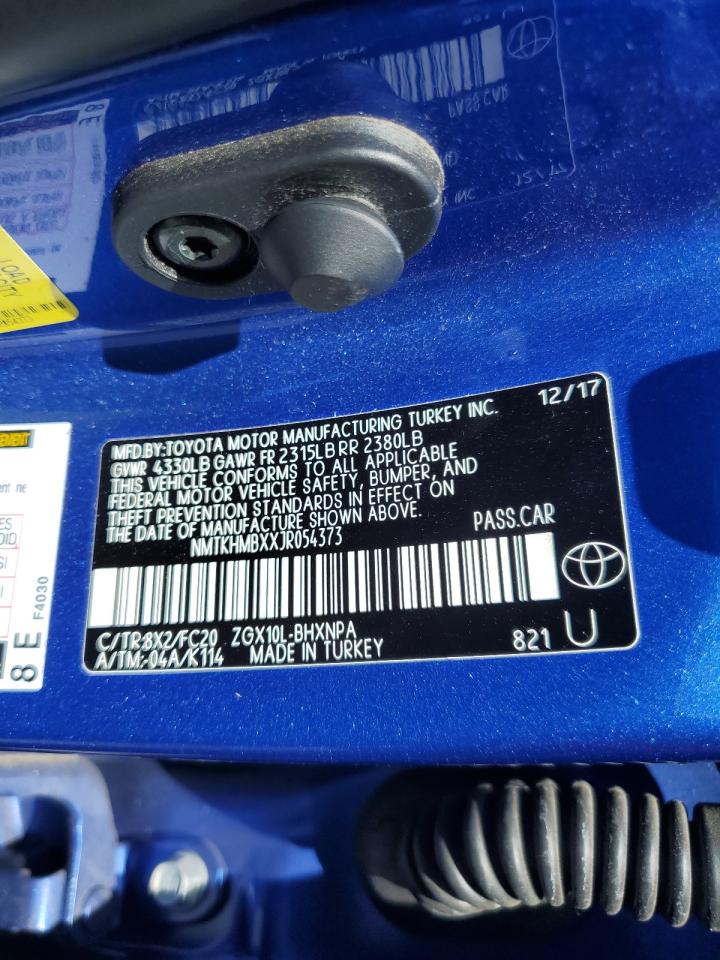 LOAD
12/17
MFD.BY:TOYOTA MOTOR MANUFACTURING TURKEY INC.
GVWR 4330LB GAWR FR 2315LB RR 2380LB
THIS VEHICLE CONFORMS TO ALL APPLICABLE
FEDERAL MOTOR VEHICLE SAFETY, BUMPER, AND
THEFT PREVENTION STANDARDS IN EFFECT ON
THE DATE OF MANUFACTURE SHOWN ABOVE.
NMTKHMBXXJR054373 PASS.CAR
C/TR:8X2/FC20 ZGX10L-BHXNPA
A/TM:-04A/K114 MADE IN TURKEY 821 U
8 E F4030